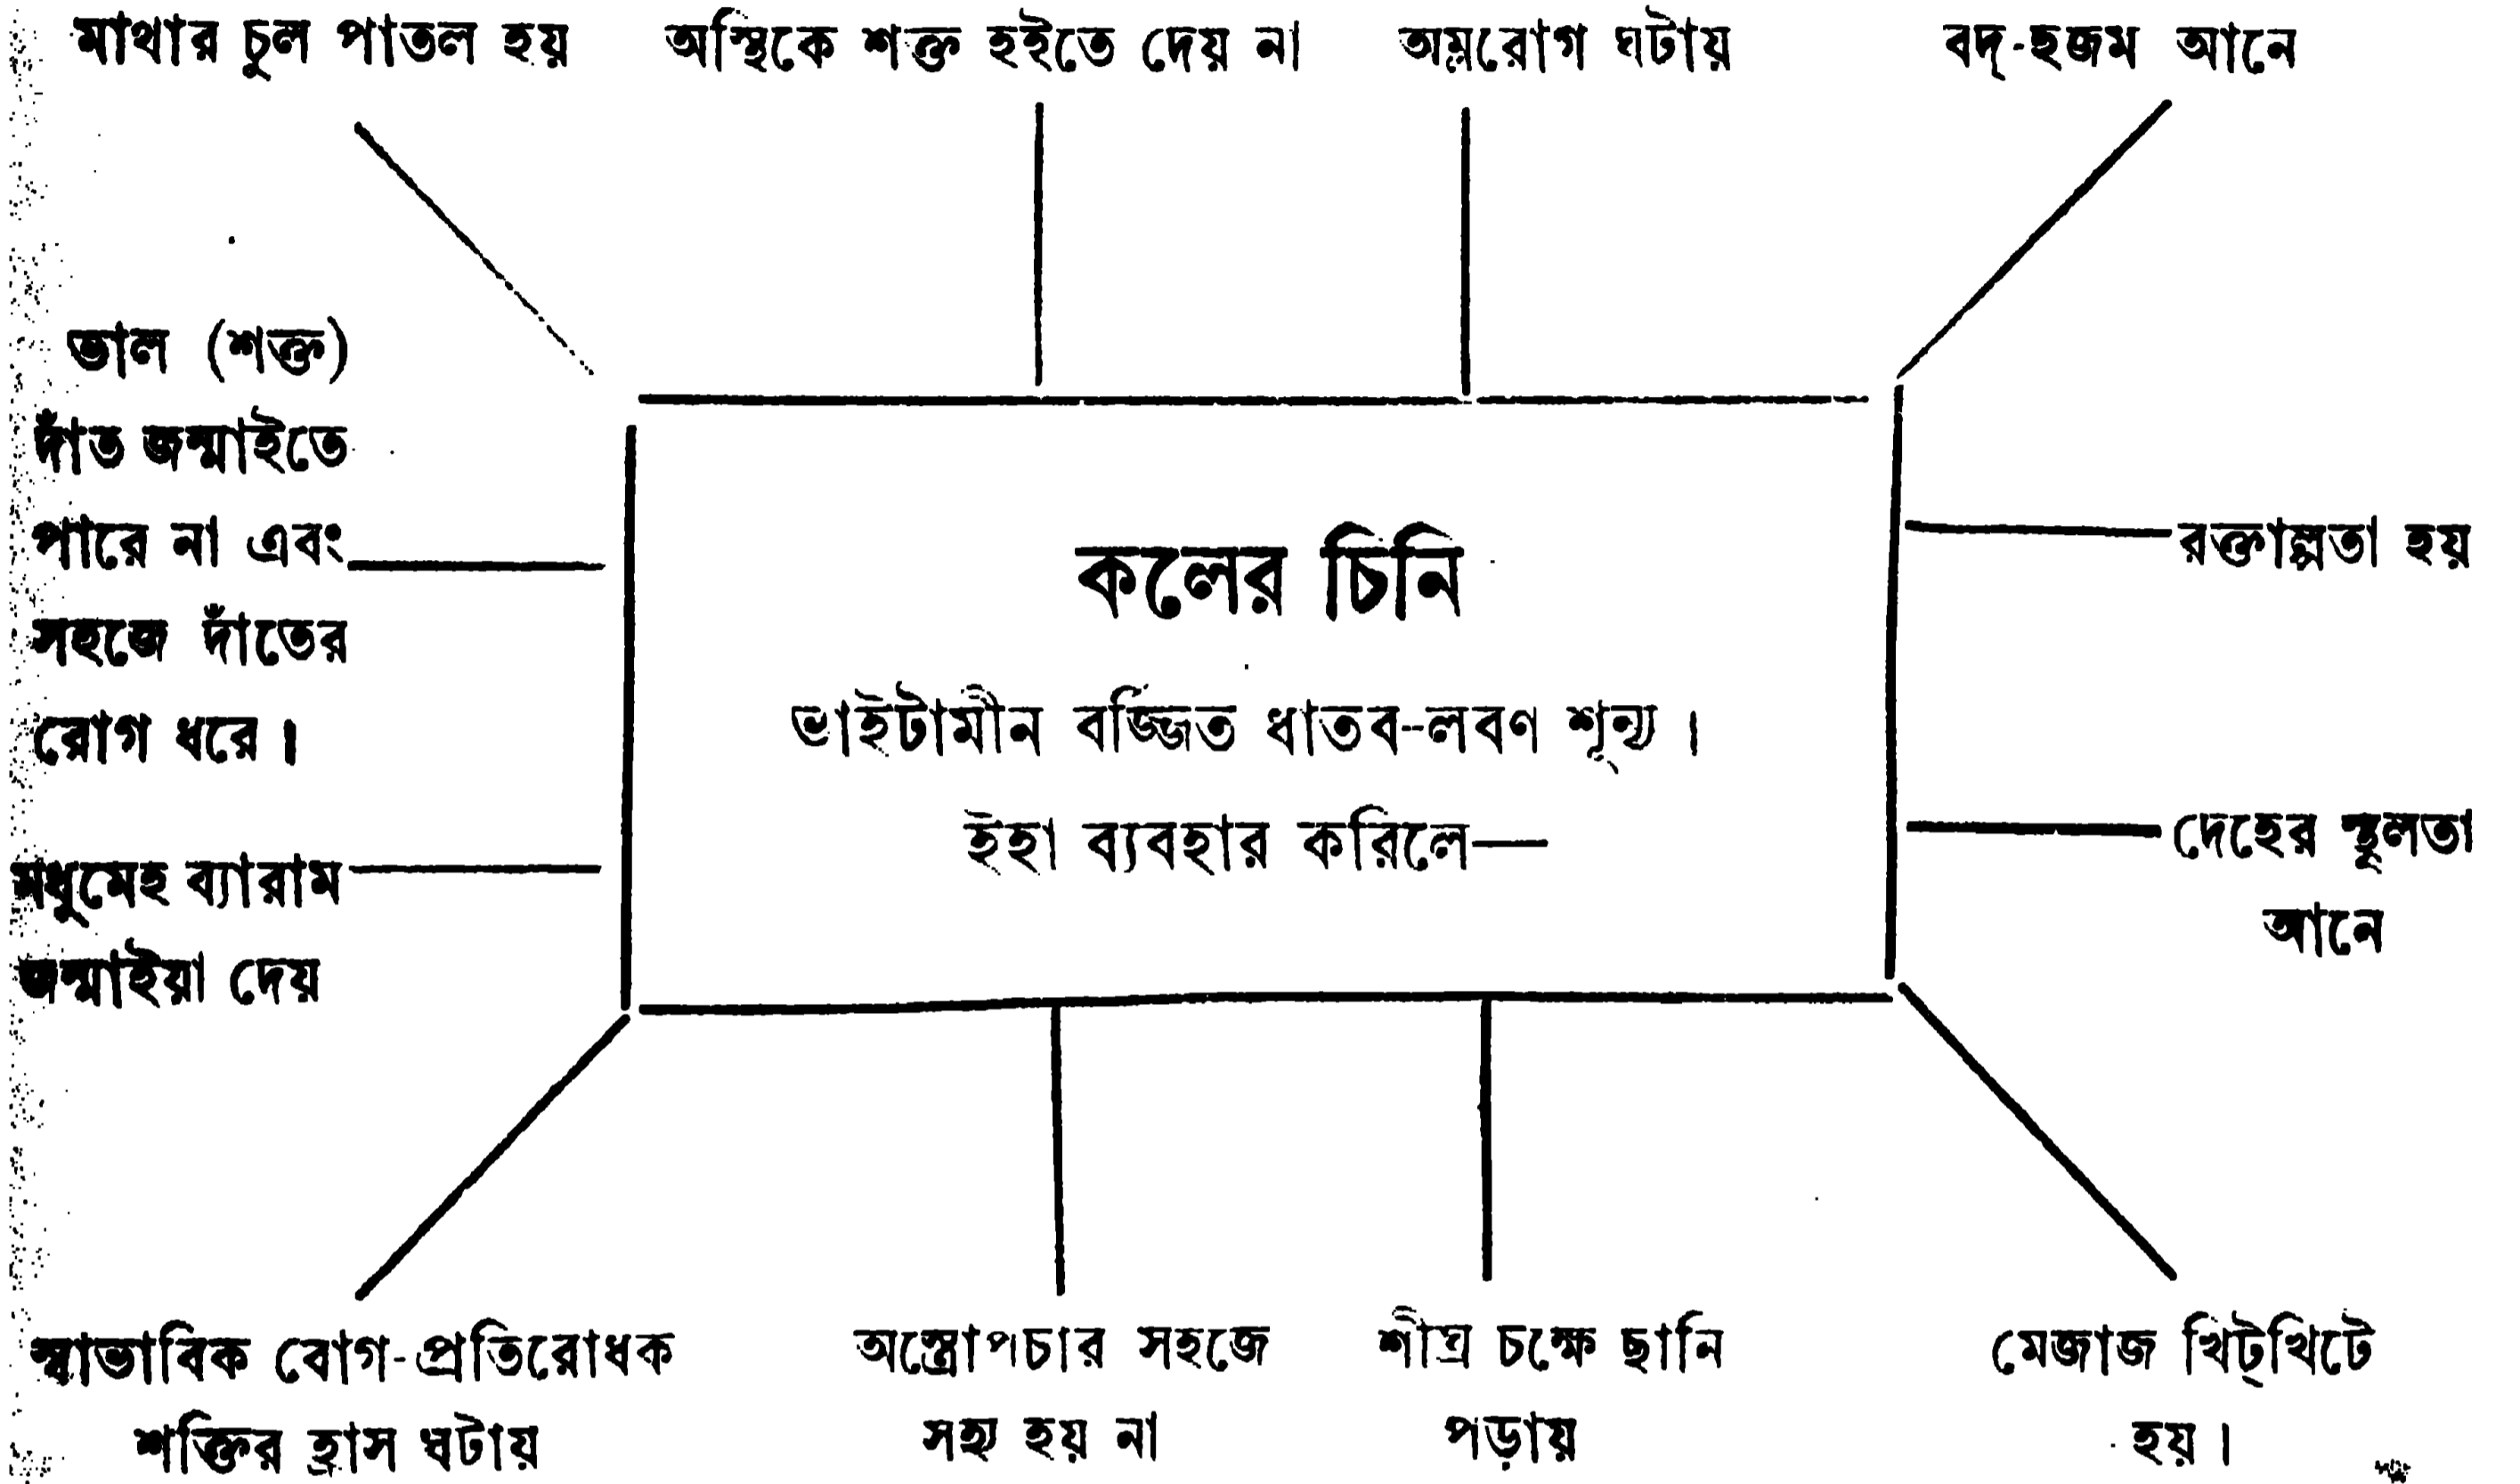 মাথার চুল পাতল হয়
অস্থিকে শক্ত হইতে দেয় না
অম্লরোগ ঘটায়
বদ্-হজম আনে
ভাল (শক্ত)
দাঁত জন্মাইতে
পারে না এবং
সহজে দাঁতের
রোগ ধরে।
মধুমেহ ব্যারাম
জন্মাইয়া দেয়
কলের চিনি
ভাইটামীন বর্জ্জিত ধাতব-লবণ শূন্য।
ইহা ব্যবহার করিলে—
রক্তাল্পতা হয়
দেহের স্থূলতা
আনে
স্বাভাবিক রোগ-প্রতিরোধক
শক্তির হ্রাস ঘটায়
অস্ত্রোপচার সহজে
সহ্য হয় না
শীঘ্র চক্ষে ছানি
পড়ায়
মেজাজ খিট্‌খিটে
হয়।